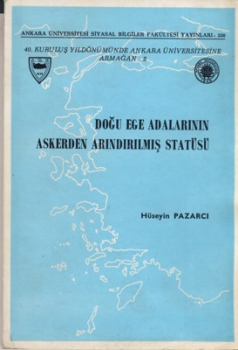 ANKARA ÜNİVERSİTESİ SİYASAL BİLGİLER FAKÜLTESİ YAYINLARI:
40. KURULUŞ YILDÖNÜMÜNDE ANKARA ÜNİVERSİTESİNE
ARMAĞAN : 2
DOĞU EGE ADALARININ
ASKERDEN ARINDIRILMIŞ STATÜSÜ
Hüseyin PAZARCI